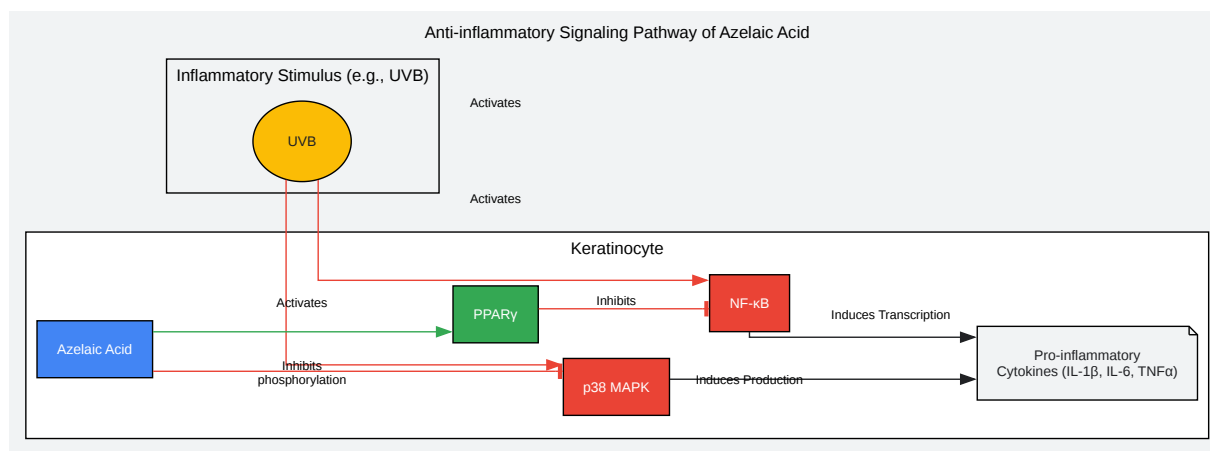 Anti-inflammatory Signaling Pathway of Azelaic Acid
Inflammatory Stimulus (e.g., UVB)
UVB
Activates
Activates
Keratinocyte
Activates
PPARγ
Inhibits
NF-κB
Induces Transcription
Azelaic Acid
Inhibits
phosphorylation
p38 MAPK
Induces Production
Pro-inflammatory
Cytokines (IL-1β, IL-6, TNFα)